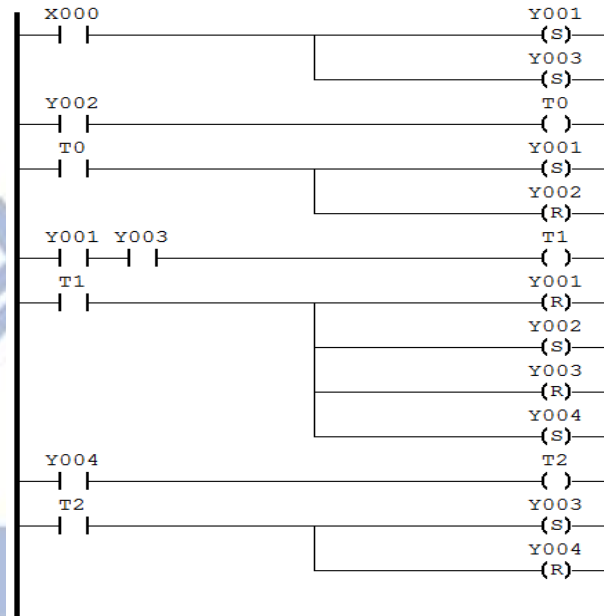 X000 Y001
(S)
Y003
(S)
Y002 T0
( )
T0 Y001
(S)
Y002
(R)
Y001 Y003 T1
( )
T1 Y001
(R)
Y002
(S)
Y003
(R)
Y004
(S)
Y004 T2
( )
T2 Y003
(S)
Y004
(R)